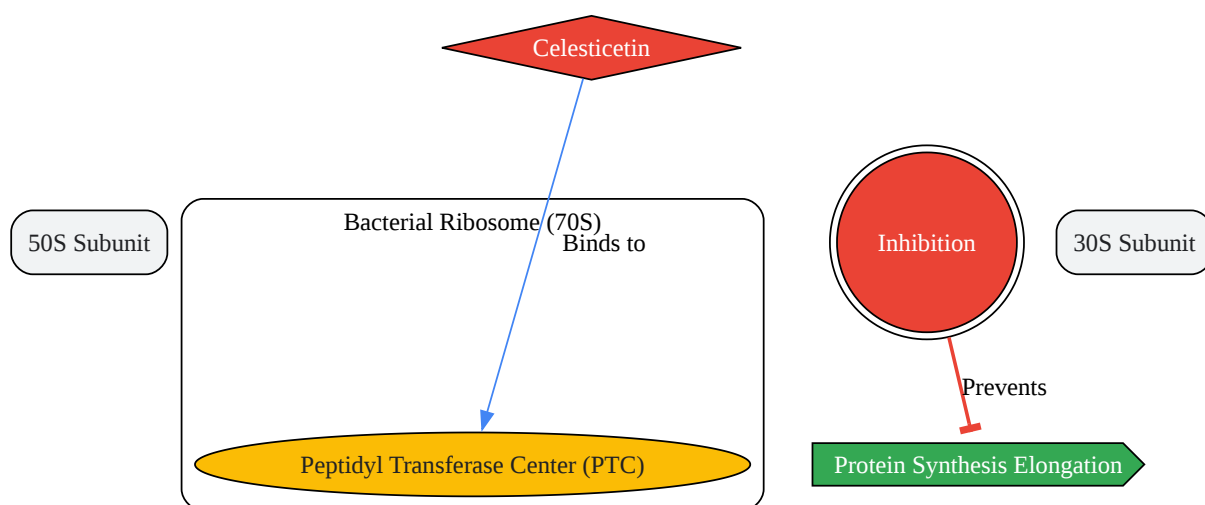 Celesticetin
Bacterial Ribosome (70S)
50S Subunit
Binds to
Inhibition
30S Subunit
Prevents
Peptidyl Transferase Center (PTC)
Protein Synthesis Elongation